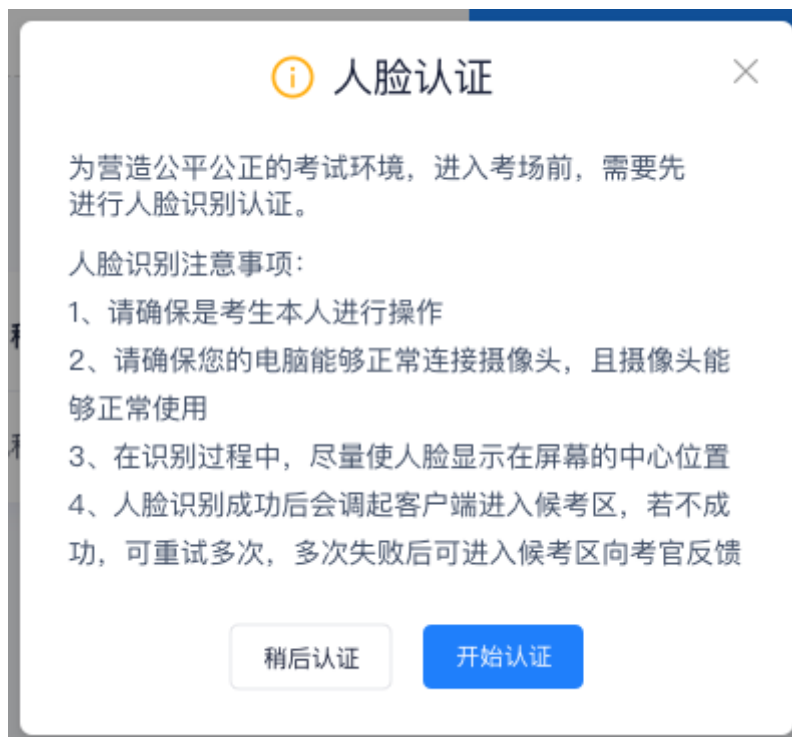 人脸认证
为营造公平公正的考试环境，进入考场前，需要先
进行人脸识别认证。
人脸识别注意事项：
1、请确保是考生本人进行操作
2、请确保您的电脑能够正常连接摄像头，且摄像头能
够正常使用
3、在识别过程中，尽量使人脸显示在屏幕的中心位置
4、人脸识别成功后会调起客户端进入候考区，若不成
功，可重试多次，多次失败后可进入候考区向考官反馈
稍后认证
开始认证